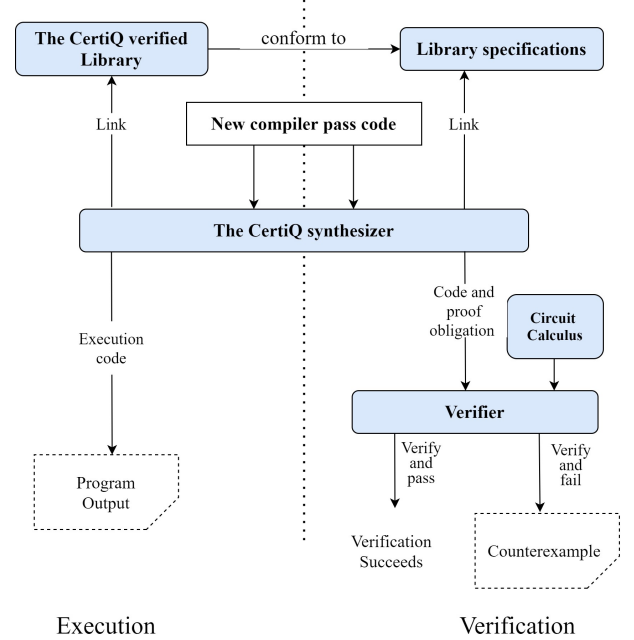 The CertiQ verified
Library
conform to
Library specifications
Link
New compiler pass code
Link
The CertiQ synthesizer
Code and
proof
obligation
Circuit
Calculus
Execution
code
Verifier
Verify
and
pass
Verify
and
fail
Program
Output
Verification
Succeeds
Counterexample
Execution
Verification